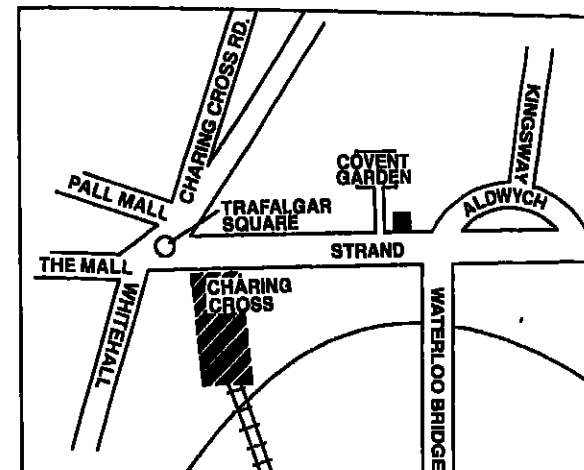 CHARING CROSS RD.
KINGSWAY
COVENT
GARDEN
PALL MALL
ALDWYCH
TRAFALGAR
SQUARE
STRAND
THE MALL
CHARING
CROSS
WHITEHALL
WATERLOO BRIDGE